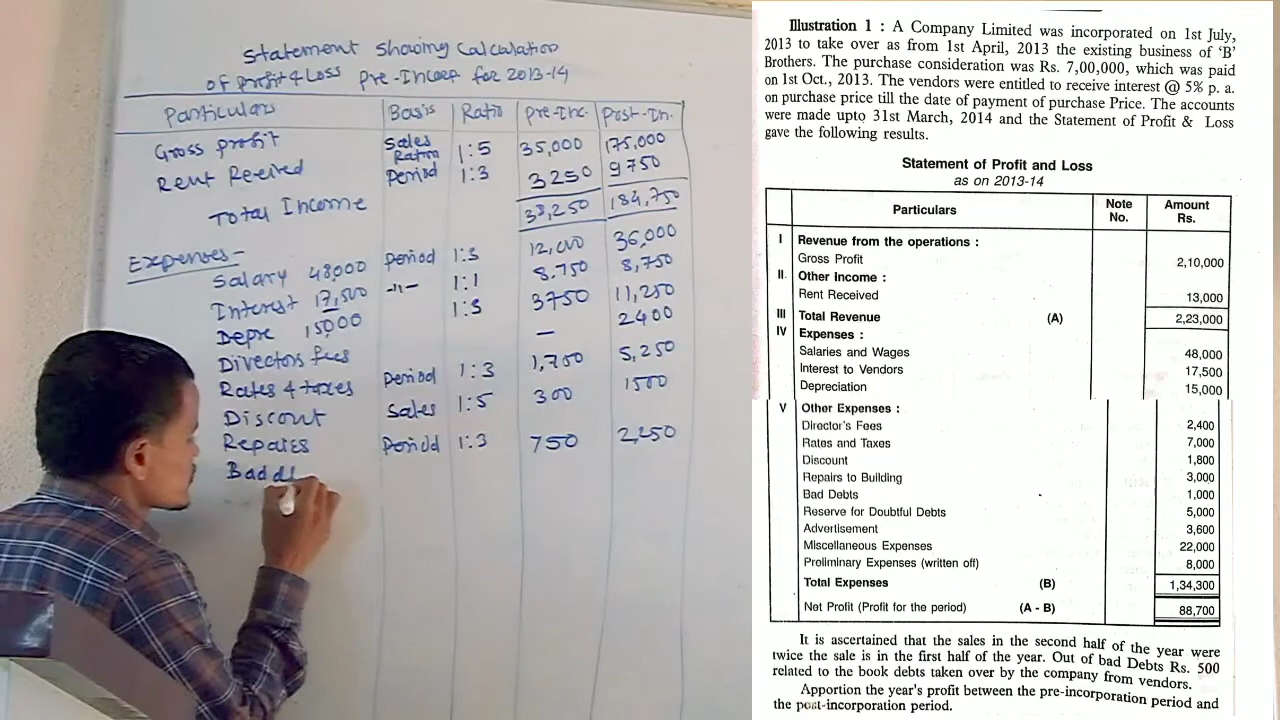 Statement Showing Calculation
of Profit & Loss Pre-Incorp for 2013-14
Particulars Basis Ratio Pre-Inc. Post-In.
Gross profit Sales Ratio 1:5 35,000 175,000
Rent Received Period 1:3 3250 9750
Total Income 38,250 184,750
Expenses-
Salary 48000 Period 1:3 12,000 36,000
Interest 17,500 -11- 1:1 8.750 8,750
Depre 15000 1:3 3750 11,250
Directors fees — 2400
Rates & taxes Period 1:3 1,750 5,250
Discout Sales 1:5 300 1500
Repaies Period 1:3 750 2,250
Bad d
Illustration 1 : A Company Limited was incorporated on 1st July,
2013 to take over as from 1st April, 2013 the existing business of ‘B’
Brothers. The purchase consideration was Rs. 7,00,000, which was paid
on 1st Oct., 2013. The vendors were entitled to receive interest @ 5% p. a.
on purchase price till the date of payment of purchase Price. The accounts
were made upto 31st March, 2014 and the Statement of Profit & Loss
gave the following results.
Statement of Profit and Loss
as on 2013-14
Particulars Note No. Amount Rs.
I Revenue from the operations :
Gross Profit 2,10,000
II. Other Income :
Rent Received 13,000
III Total Revenue (A) 2,23,000
IV Expenses :
Salaries and Wages 48,000
Interest to Vendors 17,500
Depreciation 15,000
V Other Expenses :
Director's Fees 2,400
Rates and Taxes 7,000
Discount 1,800
Repairs to Building 3,000
Bad Debts 1,000
Reserve for Doubtful Debts 5,000
Advertisement 3,600
Miscellaneous Expenses 22,000
Preliminary Expenses (written off) 8,000
Total Expenses (B) 1,34,300
Net Profit (Profit for the period) (A - B) 88,700
It is ascertained that the sales in the second half of the year were
twice the sale is in the first half of the year. Out of bad Debts Rs. 500
related to the book debts taken over by the company from vendors.
Apportion the year's profit between the pre-incorporation period and
the post-incorporation period.